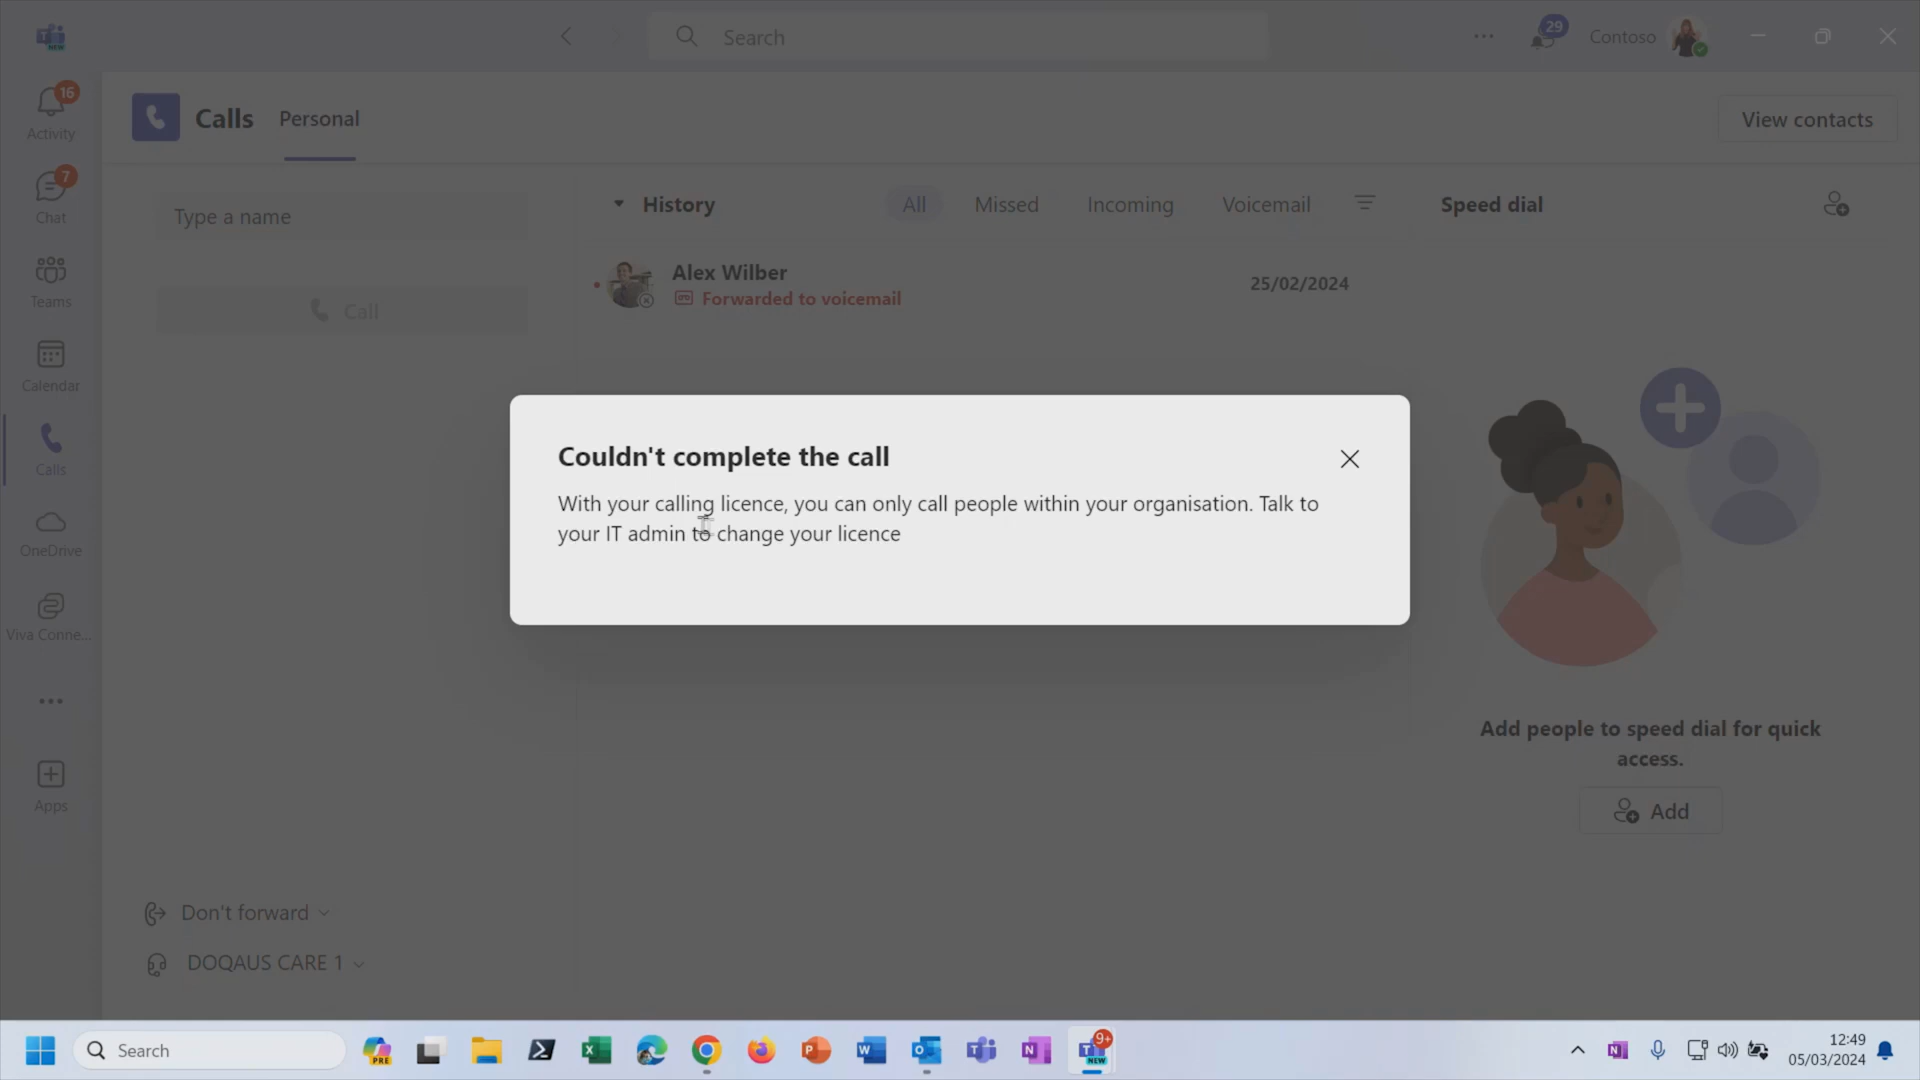 Search
29
Contoso
16
Activity
Calls
Personal
View contacts
7
Chat
Type a name
History
All
Missed
Incoming
Voicemail
Speed dial
Teams
Alex Wilber
Forwarded to voicemail
25/02/2024
Call
Calendar
Calls
Couldn't complete the call
With your calling licence, you can only call people within your organisation. Talk to
your IT admin to change your licence
OneDrive
Viva Conne...
Apps
Add people to speed dial for quick
access.
Add
Don't forward
DOQAUS CARE 1
Search
PRE
9+
NEW
12:49
05/03/2024